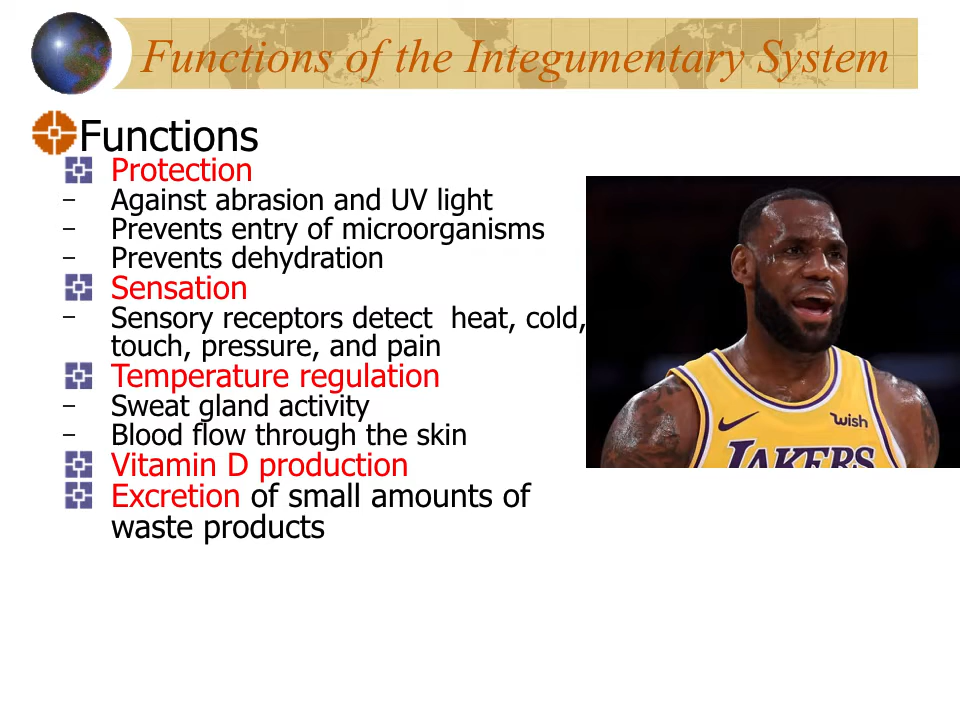 Functions of the Integumentary System
Functions
Protection
– Against abrasion and UV light
– Prevents entry of microorganisms
– Prevents dehydration
Sensation
– Sensory receptors detect  heat, cold,
touch, pressure, and pain
Temperature regulation
– Sweat gland activity
– Blood flow through the skin
Vitamin D production
Excretion of small amounts of
waste products
wish
LAKERS